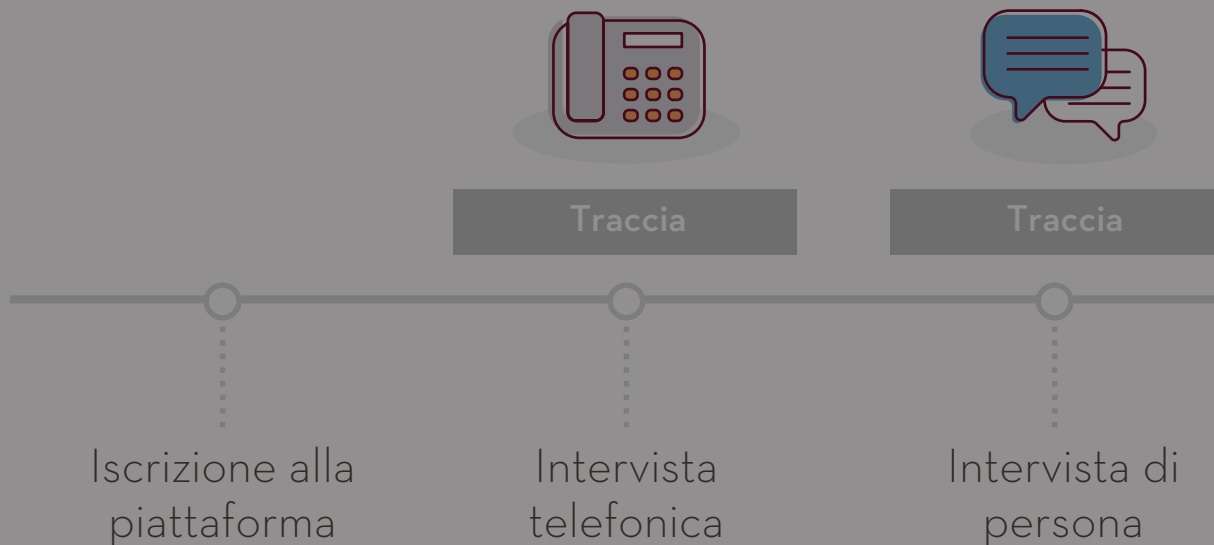 Traccia
Traccia
Iscrizione alla
piattaforma
Intervista
telefonica
Intervista di
persona